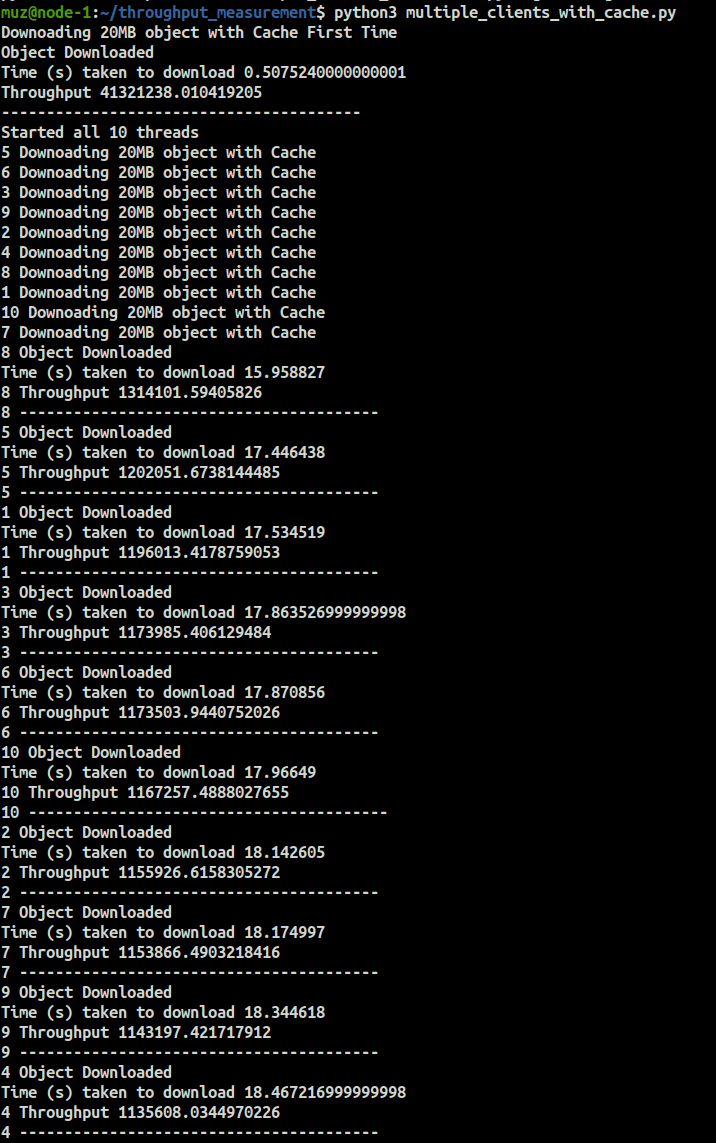 muz@node-1:~/throughput_measurement$ python3 multiple_clients_with_cache.py
Downoading 20MB object with Cache First Time
Object Downloaded
Time (s) taken to download 0.5075240000000001
Throughput 41321238.010419205
----------------------------------------
Started all 10 threads
5 Downoading 20MB object with Cache
6 Downoading 20MB object with Cache
3 Downoading 20MB object with Cache
9 Downoading 20MB object with Cache
2 Downoading 20MB object with Cache
4 Downoading 20MB object with Cache
8 Downoading 20MB object with Cache
1 Downoading 20MB object with Cache
10 Downoading 20MB object with Cache
7 Downoading 20MB object with Cache
8 Object Downloaded
Time (s) taken to download 15.958827
8 Throughput 1314101.59405826
8 ----------------------------------------
5 Object Downloaded
Time (s) taken to download 17.446438
5 Throughput 1202051.6738144485
5 ----------------------------------------
1 Object Downloaded
Time (s) taken to download 17.534519
1 Throughput 1196013.4178759053
1 ----------------------------------------
3 Object Downloaded
Time (s) taken to download 17.863526999999998
3 Throughput 1173985.406129484
3 ----------------------------------------
6 Object Downloaded
Time (s) taken to download 17.870856
6 Throughput 1173503.9440752026
6 ----------------------------------------
10 Object Downloaded
Time (s) taken to download 17.96649
10 Throughput 1167257.4888027655
10 ----------------------------------------
2 Object Downloaded
Time (s) taken to download 18.142605
2 Throughput 1155926.6158305272
2 ----------------------------------------
7 Object Downloaded
Time (s) taken to download 18.174997
7 Throughput 1153866.4903218416
7 ----------------------------------------
9 Object Downloaded
Time (s) taken to download 18.344618
9 Throughput 1143197.421717912
9 ----------------------------------------
4 Object Downloaded
Time (s) taken to download 18.467216999999998
4 Throughput 1135608.0344970226
4 ----------------------------------------